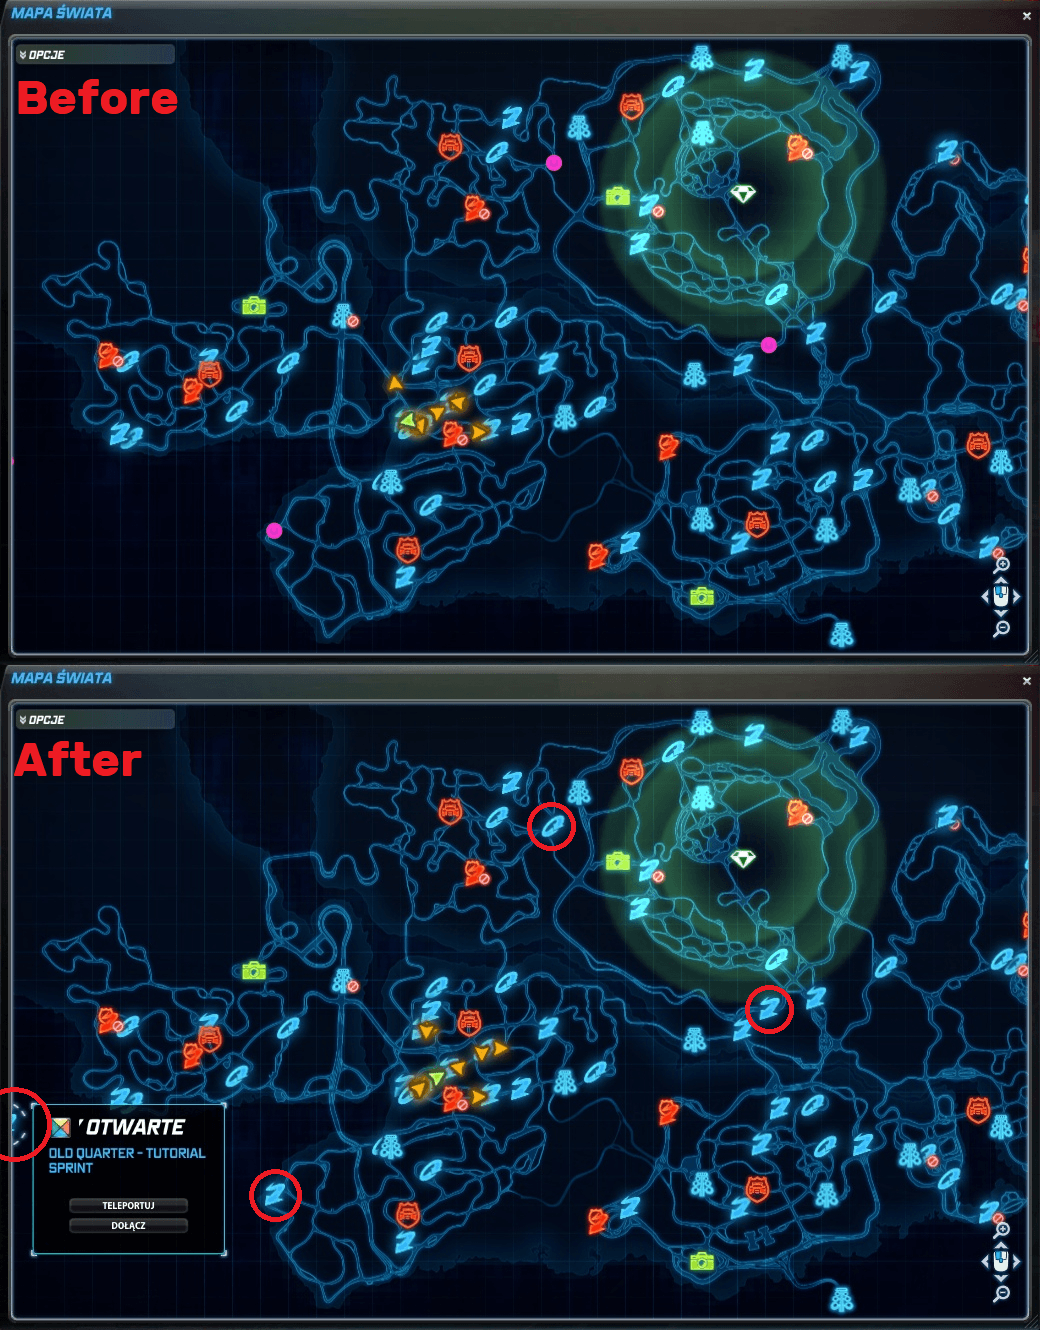 MAPA ŚWIATA
OPCJE
Before
MAPA ŚWIATA
OPCJE
After
OTWARTE
OLD QUARTER - TUTORIAL
SPRINT
TELEPORTUJ
DOŁĄCZ